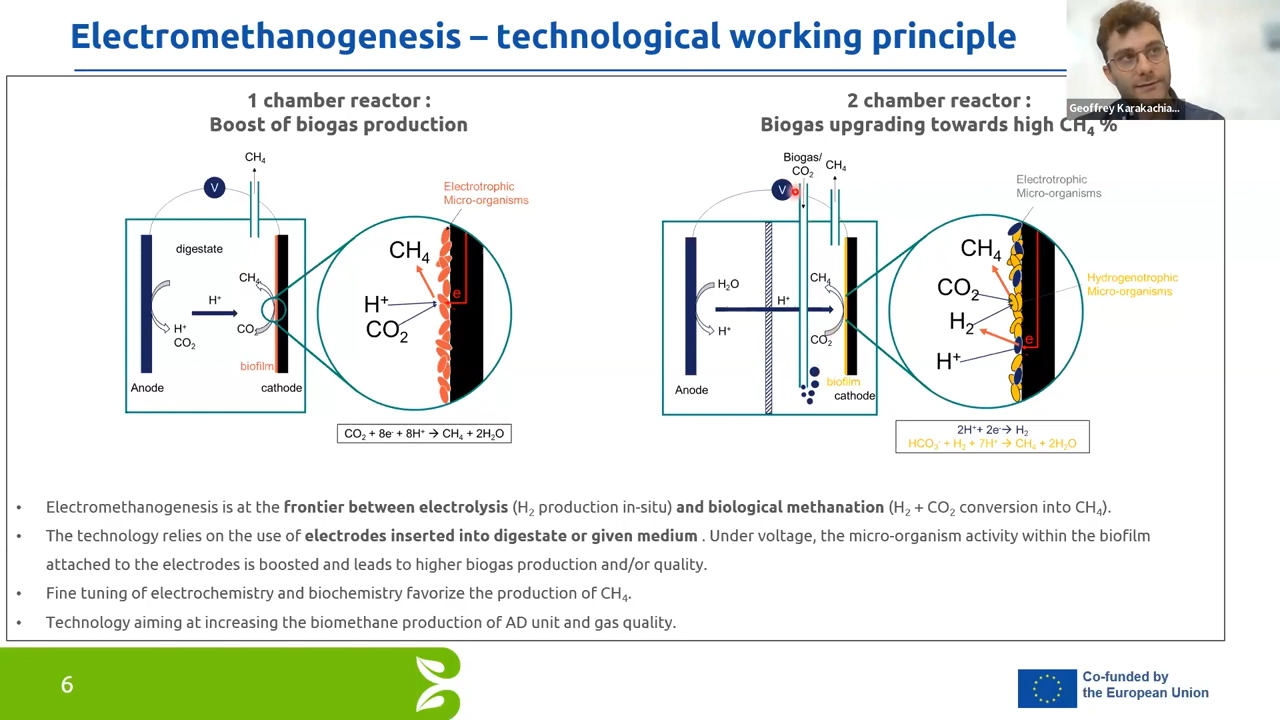 Electromethanogenesis – technological working principle
Geoffrey Karakachia...
1 chamber reactor :
Boost of biogas production
CH4
V
digestate
CH4
H+
CO2
H+
CO2
biofilm
Anode
cathode
Electrotrophic
Micro-organisms
CH4
H+
CO2
e-
CO2 + 8e- + 8H+ → CH4 + 2H2O
2 chamber reactor :
Biogas upgrading towards high CH4 %
Biogas/
CO2
CH4
V
H2O
H+
H+
CH4
CO2
Anode
biofilm
cathode
Electrotrophic
Micro-organisms
Hydrogenotrophic
Micro-organisms
CH4
CO2
H2
H+
e-
2H+ + 2e- → H2
HCO3- + H2 + 7H+ → CH4 + 2H2O
• Electromethanogenesis is at the frontier between electrolysis (H2 production in-situ) and biological methanation (H2 + CO2 conversion into CH4).
• The technology relies on the use of electrodes inserted into digestate or given medium . Under voltage, the micro-organism activity within the biofilm
attached to the electrodes is boosted and leads to higher biogas production and/or quality.
• Fine tuning of electrochemistry and biochemistry favorize the production of CH4.
• Technology aiming at increasing the biomethane production of AD unit and gas quality.
6
Co-funded by
the European Union